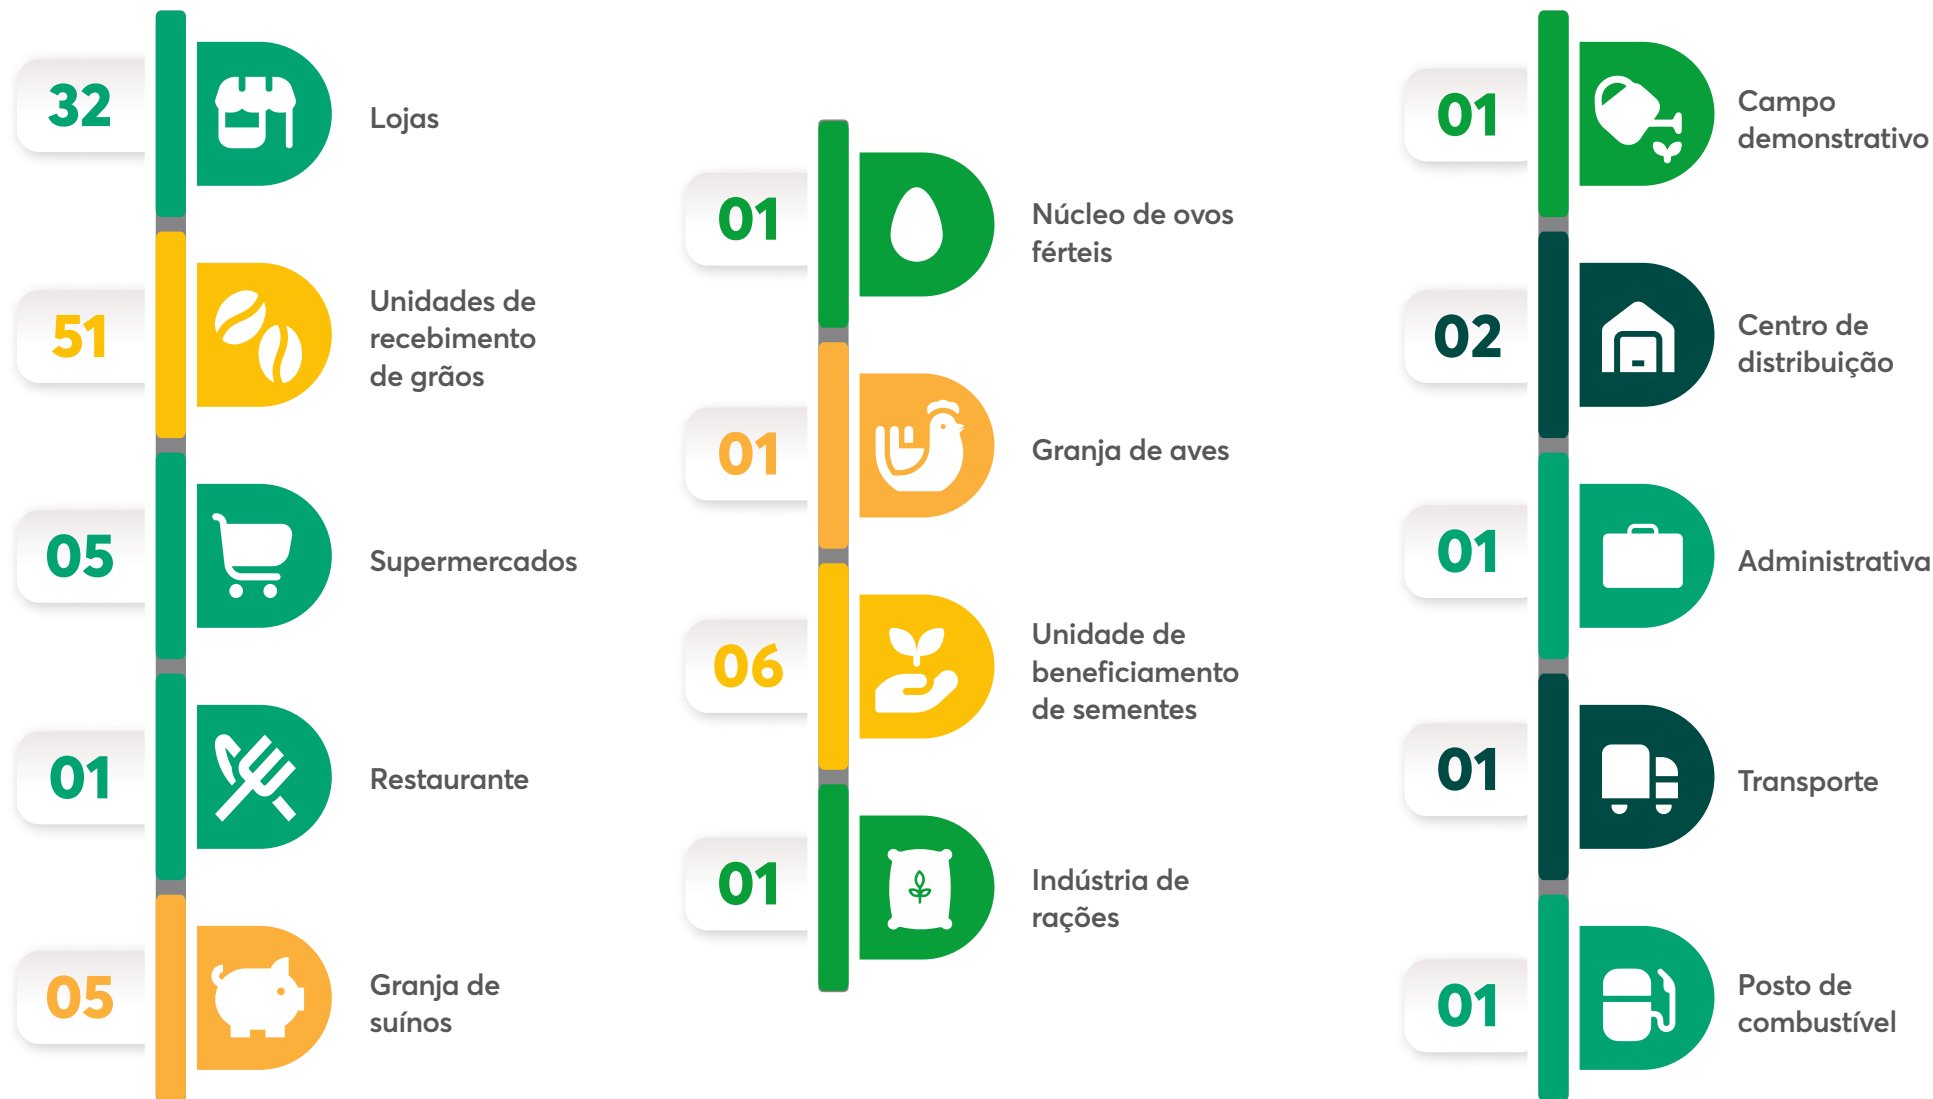 32
Lojas
51
Unidades de
recebimento
de grãos
05
Supermercados
01
Restaurante
05
Granja de
suínos
01
Núcleo de ovos
férteis
01
Granja de aves
06
Unidade de
beneficiamento
de sementes
01
Indústria de
rações
01
Campo
demonstrativo
02
Centro de
distribuição
01
Administrativa
01
Transporte
01
Posto de
combustível